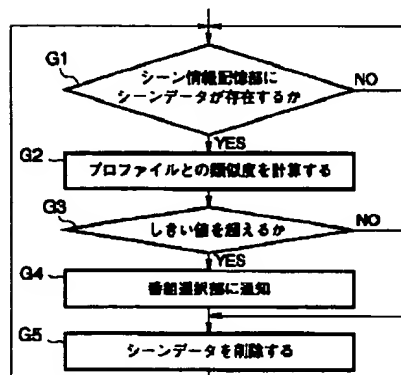 G1
シーン情報記憶部に
シーンデータが存在するか
NO
YES
G2
プロファイルとの類似度を計算する
G3
しきい値を超えるか
NO
YES
G4
番組選択部に通知
G5
シーンデータを削除する